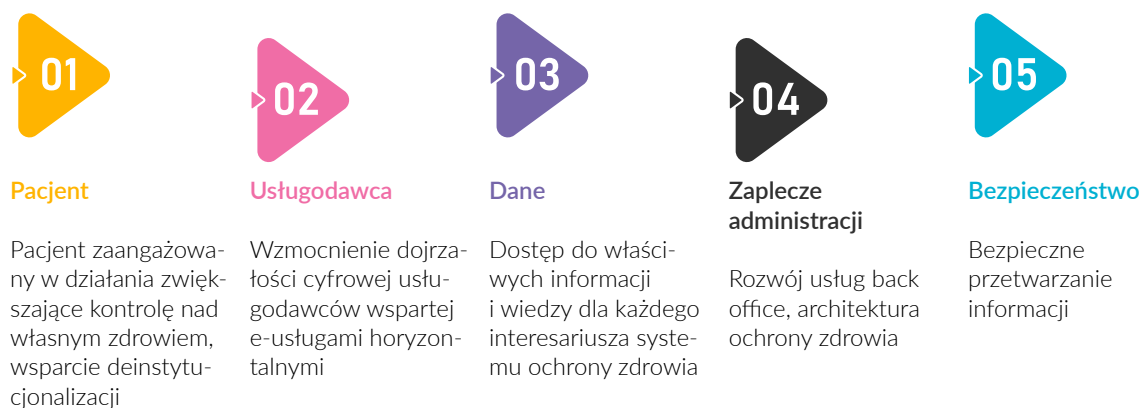 01
Pacjent
Pacjent zaangażowa-
ny w działania zwięk-
szające kontrolę nad
własnym zdrowiem,
wsparcie deinstytu-
cjonalizacji
02
Usługodawca
Wzmocnienie dojrza-
łości cyfrowej usłu-
godawców wspartej
e-usługami horyzon-
talnymi
03
Dane
Dostęp do właści-
wych informacji
i wiedzy dla każdego
interesariusza syste-
mu ochrony zdrowia
04
Zaplecze
administracji
Rozwój usług back
office, architektura
ochrony zdrowia
05
Bezpieczeństwo
Bezpieczne
przetwarzanie
informacji